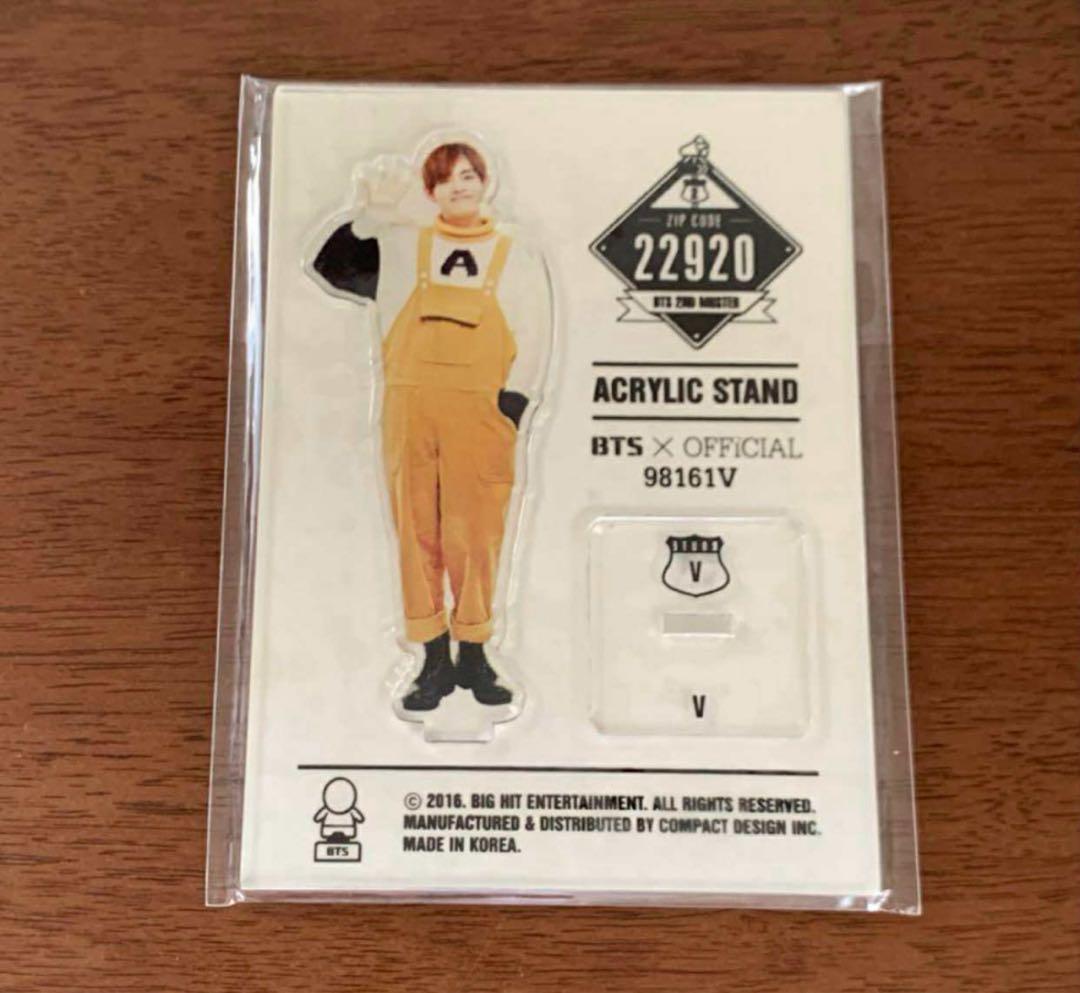 A
ZIP CODE
22920
BTS 2ND MUSTER
ACRYLIC STAND
BTS × OFFiCiAL
98161V
V
V
BTS
© 2016. BIG HIT ENTERTAINMENT. ALL RIGHTS RESERVED.
MANUFACTURED & DISTRIBUTED BY COMPACT DESIGN INC.
MADE IN KOREA.